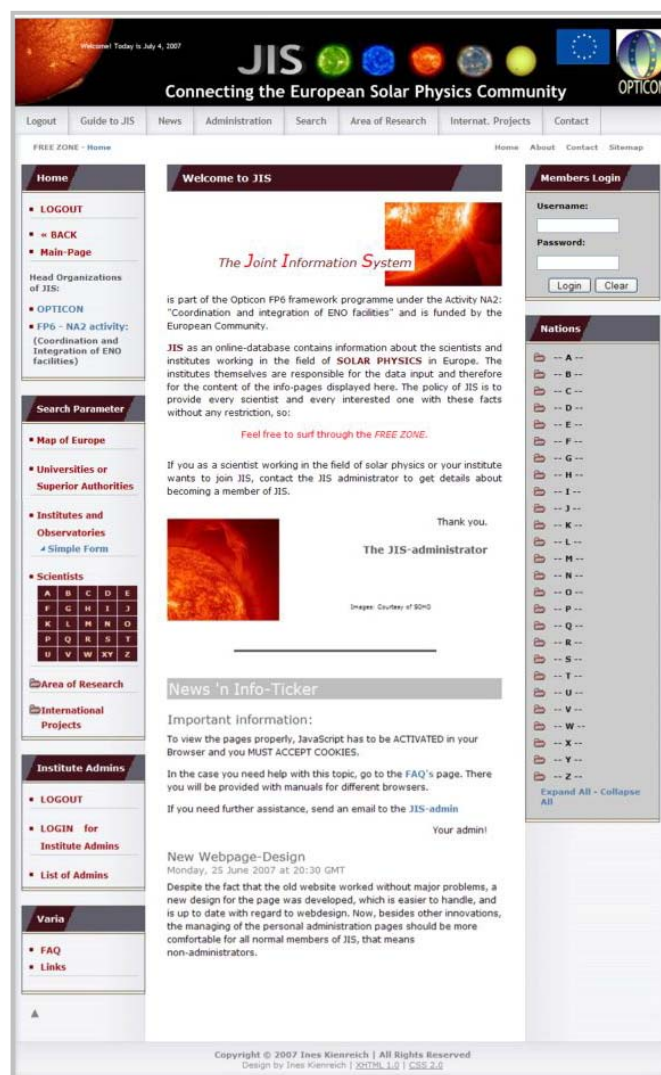 Welcome! Today is July 4, 2007
JIS
Connecting the European Solar Physics Community
OPTICON
Logout
Guide to JIS
News
Administration
Search
Area of Research
Internat. Projects
Contact
FREE ZONE - Home
Home About Contact Sitemap
Home
LOGOUT
« BACK
Main-Page
Head Organizations
of JIS:
OPTICON
FP6 - NA2 activity:
(Coordination and
Integration of ENO
facilities)
Search Parameter
Map of Europe
Universities or
Superior Authorities
Institutes and
Observatories
Simple Form
Scientists
A B C D E
F G H I J
K L M N O
P Q R S T
U V W XY Z
Area of Research
International
Projects
Institute Admins
LOGOUT
LOGIN for
Institute Admins
List of Admins
Varia
FAQ
Links
Welcome to JIS
The Joint Information System
is part of the Opticon FP6 framework programme under the Activity NA2:
"Coordination and integration of ENO facilities" and is funded by the
European Community.
JIS as an online-database contains information about the scientists and
institutes working in the field of SOLAR PHYSICS in Europe. The
institutes themselves are responsible for the data input and therefore
for the content of the info-pages displayed here. The policy of JIS is to
provide every scientist and every interested one with these facts
without any restriction, so:
Feel free to surf through the FREE ZONE.
If you as a scientist working in the field of solar physics or your institute
wants to join JIS, contact the JIS administrator to get details about
becoming a member of JIS.
Thank you.
The JIS-administrator
Images: Courtesy of SOHO
News 'n Info-Ticker
Important information:
To view the pages properly, JavaScript has to be ACTIVATED in your
Browser and you MUST ACCEPT COOKIES.
In the case you need help with this topic, go to the FAQ's page. There
you will be provided with manuals for different browsers.
If you need further assistance, send an email to the JIS-admin
Your admin!
New Webpage-Design
Monday, 25 June 2007 at 20:30 GMT
Despite the fact that the old website worked without major problems, a
new design for the page was developed, which is easier to handle, and
is up to date with regard to webdesign. Now, besides other innovations,
the managing of the personal administration pages should be more
comfortable for all normal members of JIS, that means
non-administrators.
Members Login
Username:
Password:
Login Clear
Nations
-- A --
-- B --
-- C --
-- D --
-- E --
-- F --
-- G --
-- H --
-- I --
-- J --
-- K --
-- L --
-- M --
-- N --
-- O --
-- P --
-- Q --
-- R --
-- S --
-- T --
-- U --
-- V --
-- W --
-- X --
-- Y --
-- Z --
Expand All - Collapse
All
Copyright © 2007 Ines Kienreich | All Rights Reserved
Design by Ines Kienreich | XHTML 1.0 | CSS 2.0